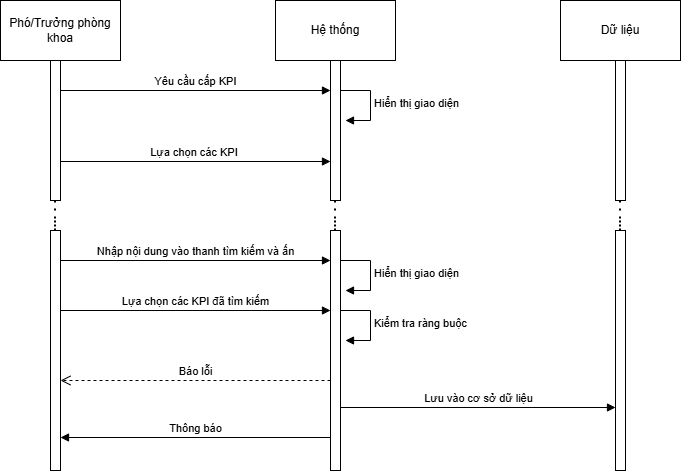 Phó/Trưởng phòng
khoa
Hệ thống
Dữ liệu
Yêu cầu cấp KPI
Hiển thị giao diện
Lựa chọn các KPI
Nhập nội dung vào thanh tìm kiếm và ấn
Hiển thị giao diện
Lựa chọn các KPI đã tìm kiếm
Kiểm tra ràng buộc
Báo lỗi
Lưu vào cơ sở dữ liệu
Thông báo